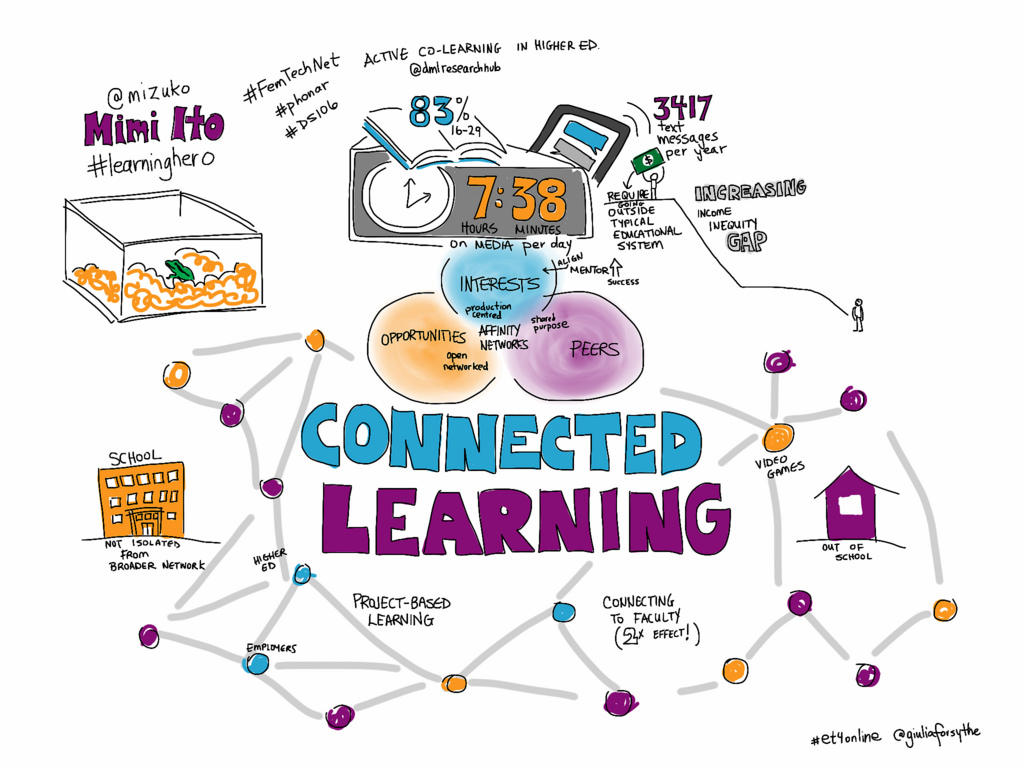 @mizuko
Mimi Ito
#learninghero
#FemTechNet
#phonar
#DS106
ACTIVE CO-LEARNING IN HIGHER ED.
@dmlresearchhub
83%
16-29
3417
text
messages
per year
$
7:38
HOURS MINUTES
on MEDIA per day
REQUIRE
GOING
OUTSIDE
TYPICAL
EDUCATIONAL
SYSTEM
INCREASING
INCOME
INEQUITY
GAP
ALIGN
MENTOR
SUCCESS
INTERESTS
production
centred
OPPORTUNITIES
open
networked
AFFINITY
NETWORKS
shared
purpose
PEERS
CONNECTED
LEARNING
SCHOOL
NOT ISOLATED
FROM
BROADER NETWORK
HIGHER
ED
EMPLOYERS
PROJECT-BASED
LEARNING
CONNECTING
TO FACULTY
EFFECT!)
VIDEO
GAMES
OUT OF
SCHOOL
#et4online @giuliaforsythe